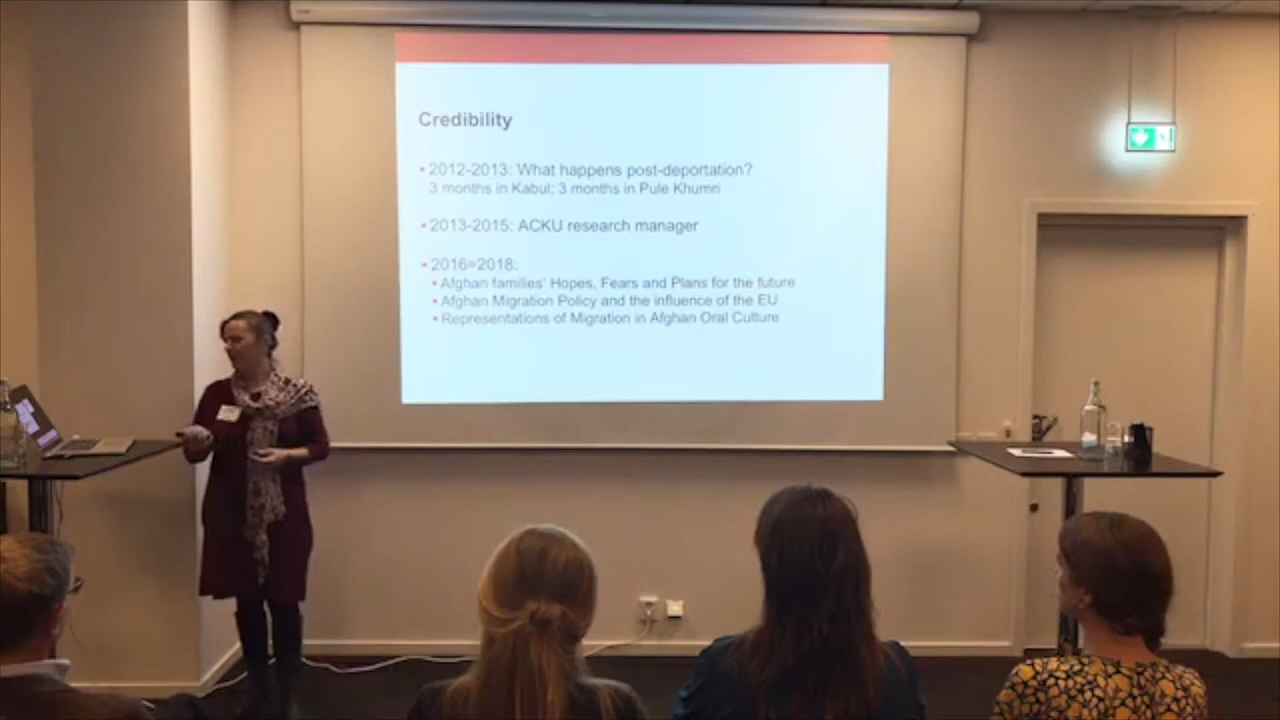 Credibility
▪ 2012-2013: What happens post-deportation?
3 months in Kabul; 3 months in Pule Khumri
▪ 2013-2015: ACKU research manager
▪ 2016=2018:
▪ Afghan families' Hopes, Fears and Plans for the future
▪ Afghan Migration Policy and the influence of the EU
▪ Representations of Migration in Afghan Oral Culture